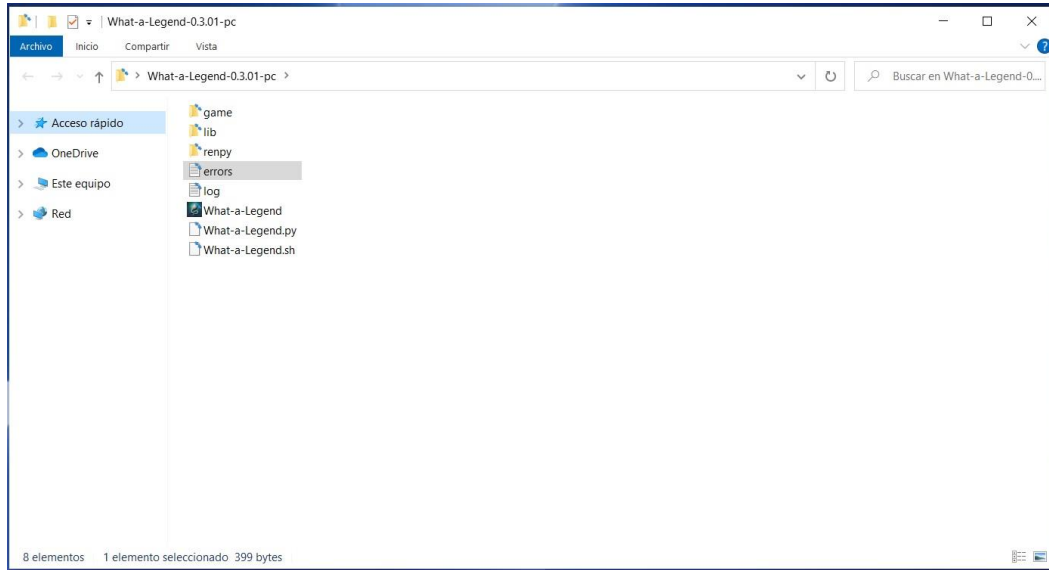 What-a-Legend-0.3.01-pc
Archivo Inicio Compartir Vista
What-a-Legend-0.3.01-pc
Buscar en What-a-Legend-0....
Acceso rápido
OneDrive
Este equipo
Red
game
lib
renpy
errors
log
What-a-Legend
What-a-Legend.py
What-a-Legend.sh
8 elementos 1 elemento seleccionado 399 bytes